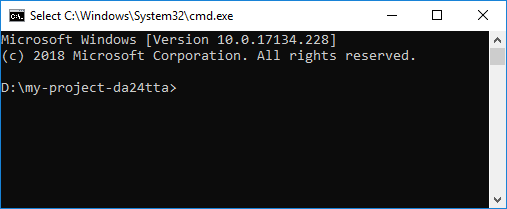 Select C:\Windows\System32\cmd.exe
Microsoft Windows [Version 10.0.17134.228]
(c) 2018 Microsoft Corporation. All rights reserved.
D:\my-project-da24tta>